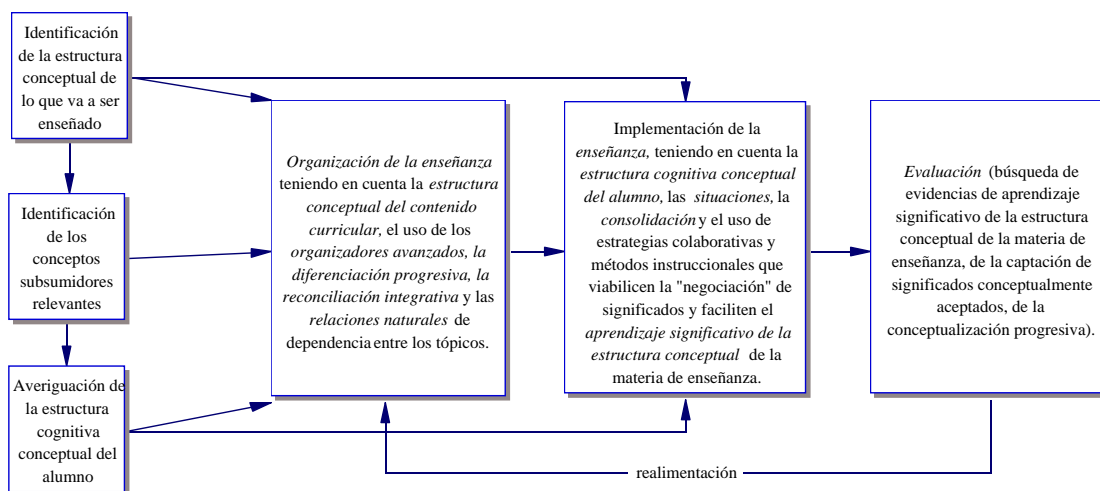 Identificación
de la estructura
conceptual de
lo que va a ser
enseñado
Identificación
de los
conceptos
subsumidores
relevantes
Averiguación de
la estructura
cognitiva
conceptual del
alumno
Organización de la enseñanza
teniendo en cuenta la estructura
conceptual del contenido
curricular, el uso de los
organizadores avanzados, la
diferenciación progresiva, la
reconciliación integrativa y las
relaciones naturales de
dependencia entre los tópicos.
Implementación de la
enseñanza, teniendo en cuenta la
estructura cognitiva conceptual
del alumno, las situaciones, la
consolidación y el uso de
estrategias colaborativas y
métodos instruccionales que
viabilicen la "negociación" de
significados y faciliten el
aprendizaje significativo de la
estructura conceptual de la
materia de enseñanza.
Evaluación (búsqueda de
evidencias de aprendizaje
significativo de la estructura
conceptual de la materia de
enseñanza, de la captación de
significados conceptualmente
aceptados, de la
conceptualización progresiva).
realimentación